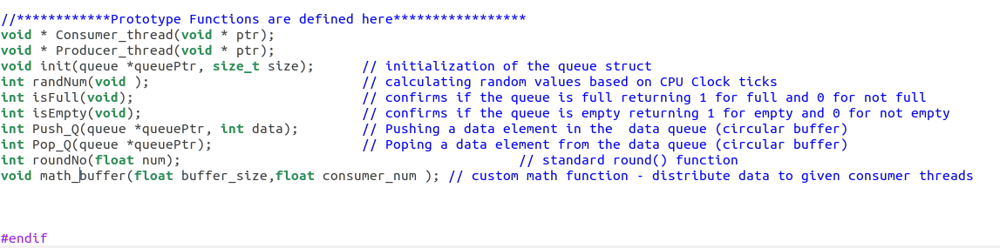 //************Prototype Functions are defined here*****************
void * Consumer_thread(void * ptr);
void * Producer_thread(void * ptr);
void init(queue *queuePtr, size_t size);      // initialization of the queue struct
int randNum(void );                           // calculating random values based on CPU Clock ticks
int isFull(void);                             // confirms if the queue is full returning 1 for full and 0 for not full
int isEmpty(void);                            // confirms if the queue is empty returning 1 for empty and 0 for not empty
int Push_Q(queue *queuePtr, int data);        // Pushing a data element in the  data queue (circular buffer)
int Pop_Q(queue *queuePtr);                   // Poping a data element from the data queue (circular buffer)
int roundNo(float num);                                           // standard round() function
void math_buffer(float buffer_size,float consumer_num ); // custom math function - distribute data to given consumer threads
#endif